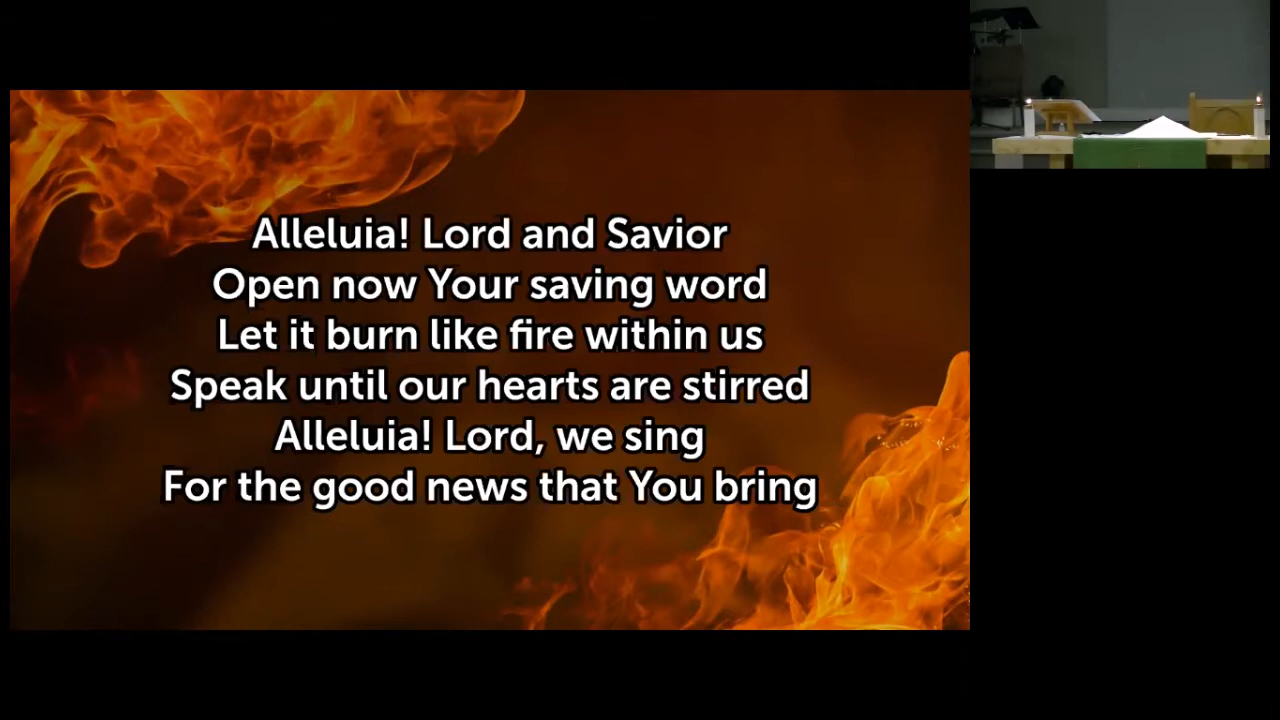 Alleluia! Lord and Savior
Open now Your saving word
Let it burn like fire within us
Speak until our hearts are stirred
Alleluia! Lord, we sing
For the good news that You bring